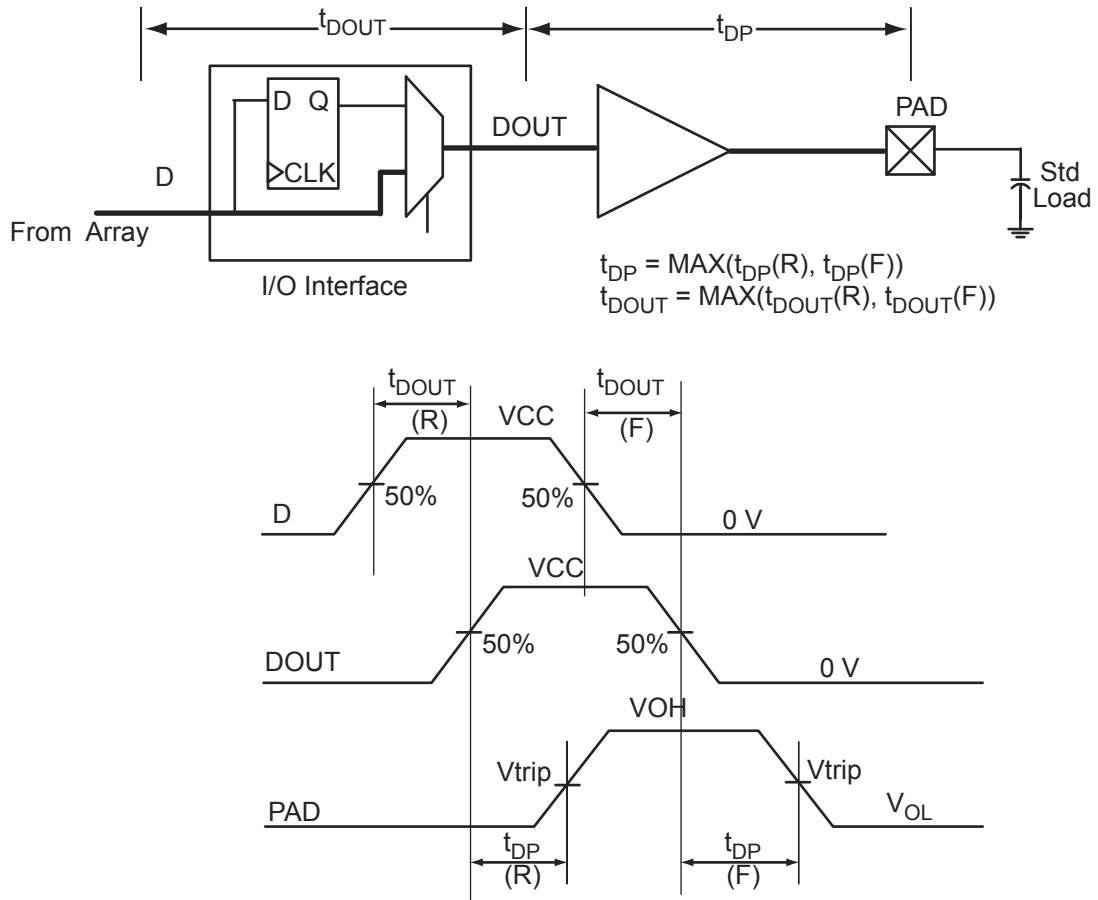 tDOUT
tDP
D Q
CLK
D
From Array
I/O Interface
DOUT
PAD
Std
Load
tDP = MAX(tDP(R), tDP(F))
tDOUT = MAX(tDOUT(R), tDOUT(F))
tDOUT
(R)
VCC
tDOUT
(F)
50%
50%
D
0 V
VCC
50%
50%
DOUT
0 V
VOH
Vtrip
Vtrip
PAD
VOL
tDP
(R)
tDP
(F)